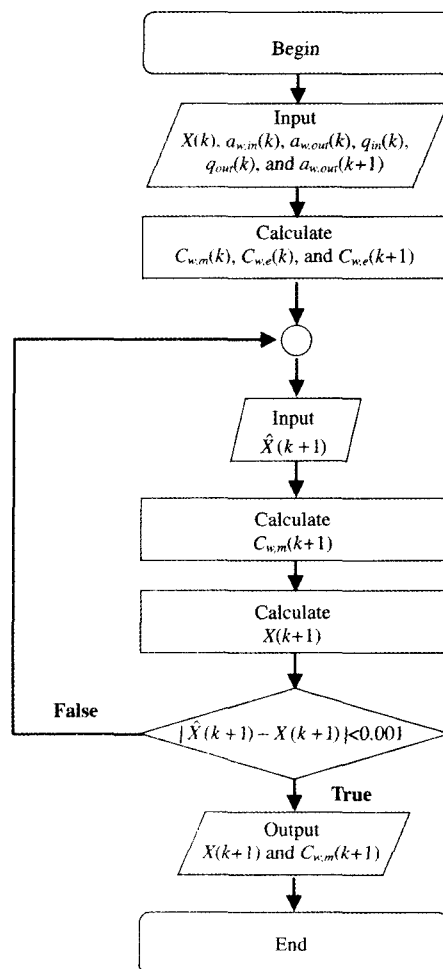 Begin
Input
X(k), a_{w,in}(k), a_{w,out}(k), q_{in}(k),
q_{out}(k), and a_{w,out}(k+1)
Calculate
C_{w,m}(k), C_{w,e}(k), and C_{w,e}(k+1)
Input
X̂(k+1)
Calculate
C_{w,m}(k+1)
Calculate
X(k+1)
False
|X̂(k+1) − X(k+1)|<0.001
True
Output
X(k+1) and C_{w,m}(k+1)
End